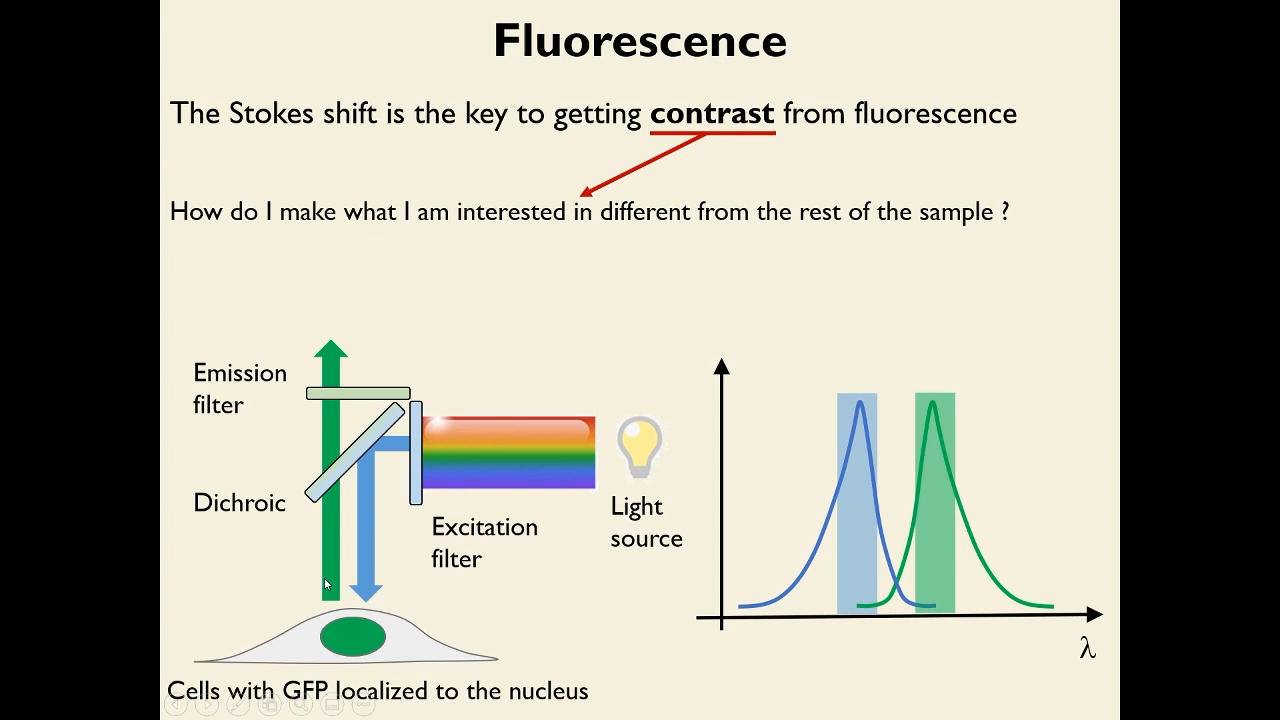 Fluorescence
The Stokes shift is the key to getting contrast from fluorescence
How do I make what I am interested in different from the rest of the sample ?
Emission
filter
Dichroic
Excitation
filter
Light
source
λ
Cells with GFP localized to the nucleus